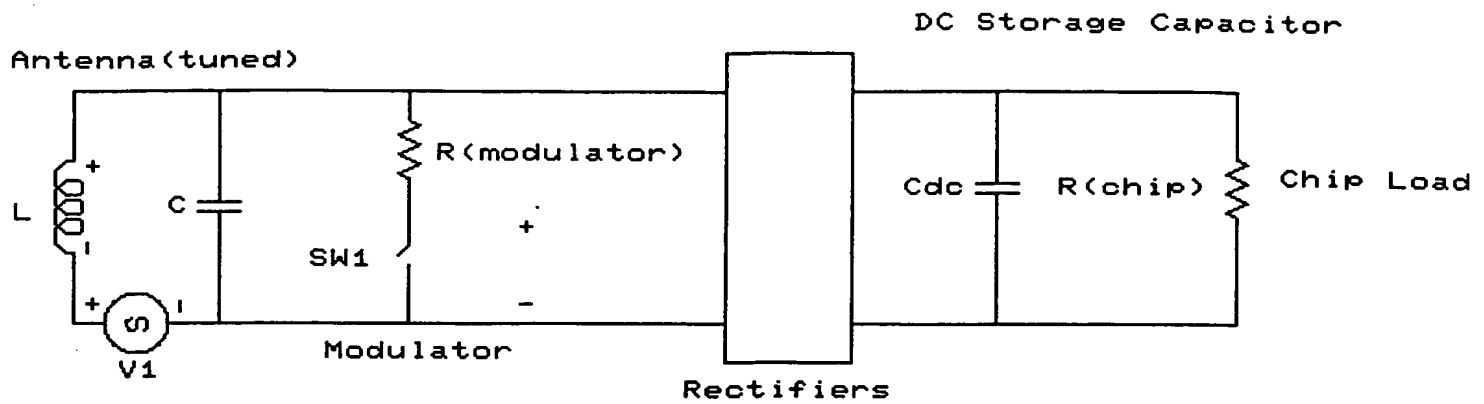 DC Storage Capacitor
Antenna(tuned)
+
R(modulator)
L
C
Cdc
R(chip)
Chip Load
-
+
SW1
+
-
-
S
V1
Modulator
Rectifiers